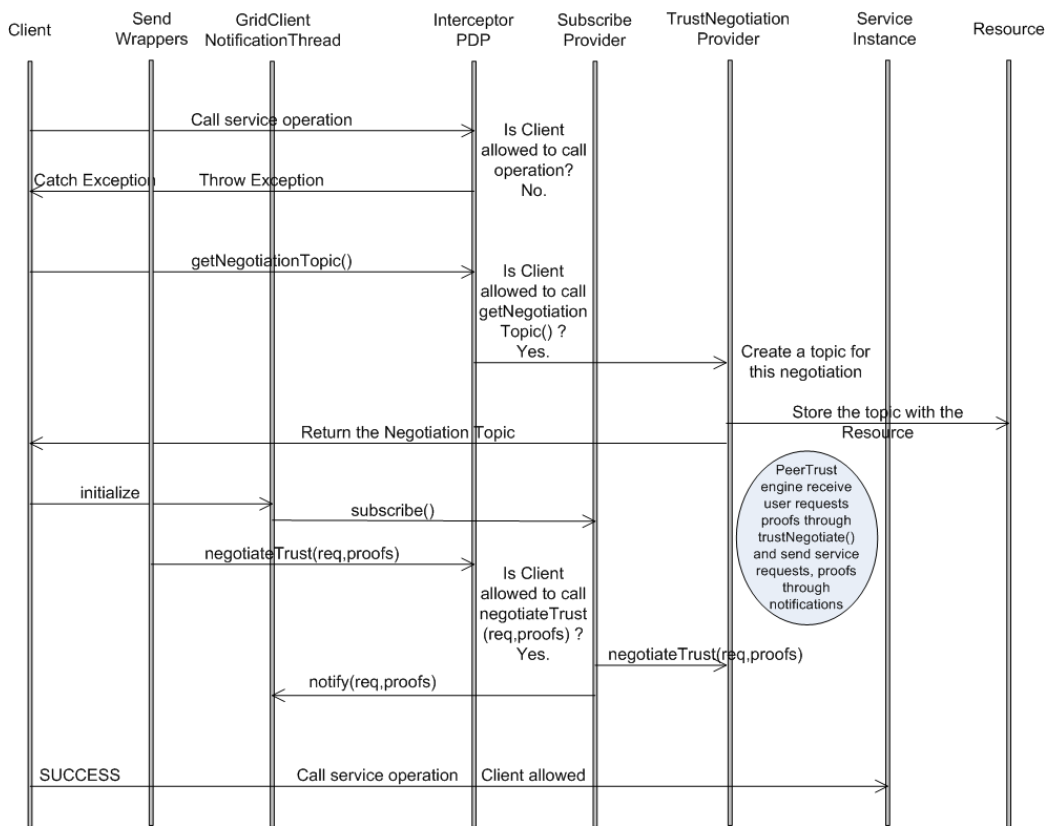 Client
Send
Wrappers
GridClient
NotificationThread
Interceptor
PDP
Subscribe
Provider
TrustNegotiation
Provider
Service
Instance
Resource
Call service operation
Is Client
allowed to call
operation?
No.
Catch Exception
Throw Exception
getNegotiationTopic()
Is Client
allowed to call
getNegotiation
Topic() ?
Yes.
Create a topic for
this negotiation
Store the topic with the
Resource
Return the Negotiation Topic
PeerTrust
engine receive
user requests
proofs through
trustNegotiate()
and send service
requests, proofs
through
notifications
initialize
subscribe()
negotiateTrust(req,proofs)
Is Client
allowed to call
negotiateTrust
(req,proofs) ?
Yes.
negotiateTrust(req,proofs)
notify(req,proofs)
SUCCESS
Call service operation
Client allowed